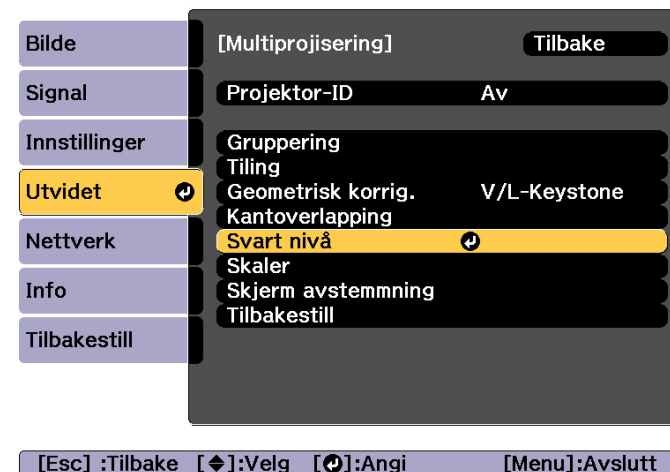 Bilde
Signal
Innstillinger
Utvidet
Nettverk
Info
Tilbakestill
[Multiprojisering] Tilbake
Projektor-ID Av
Gruppering
Tiling
Geometrisk korrig. V/L-Keystone
Kantoverlapping
Svart nivå
Skaler
Skjerm avstemmning
Tilbakestill
[Esc] :Tilbake [◆]:Velg [⏎]:Angi [Menu]:Avslutt